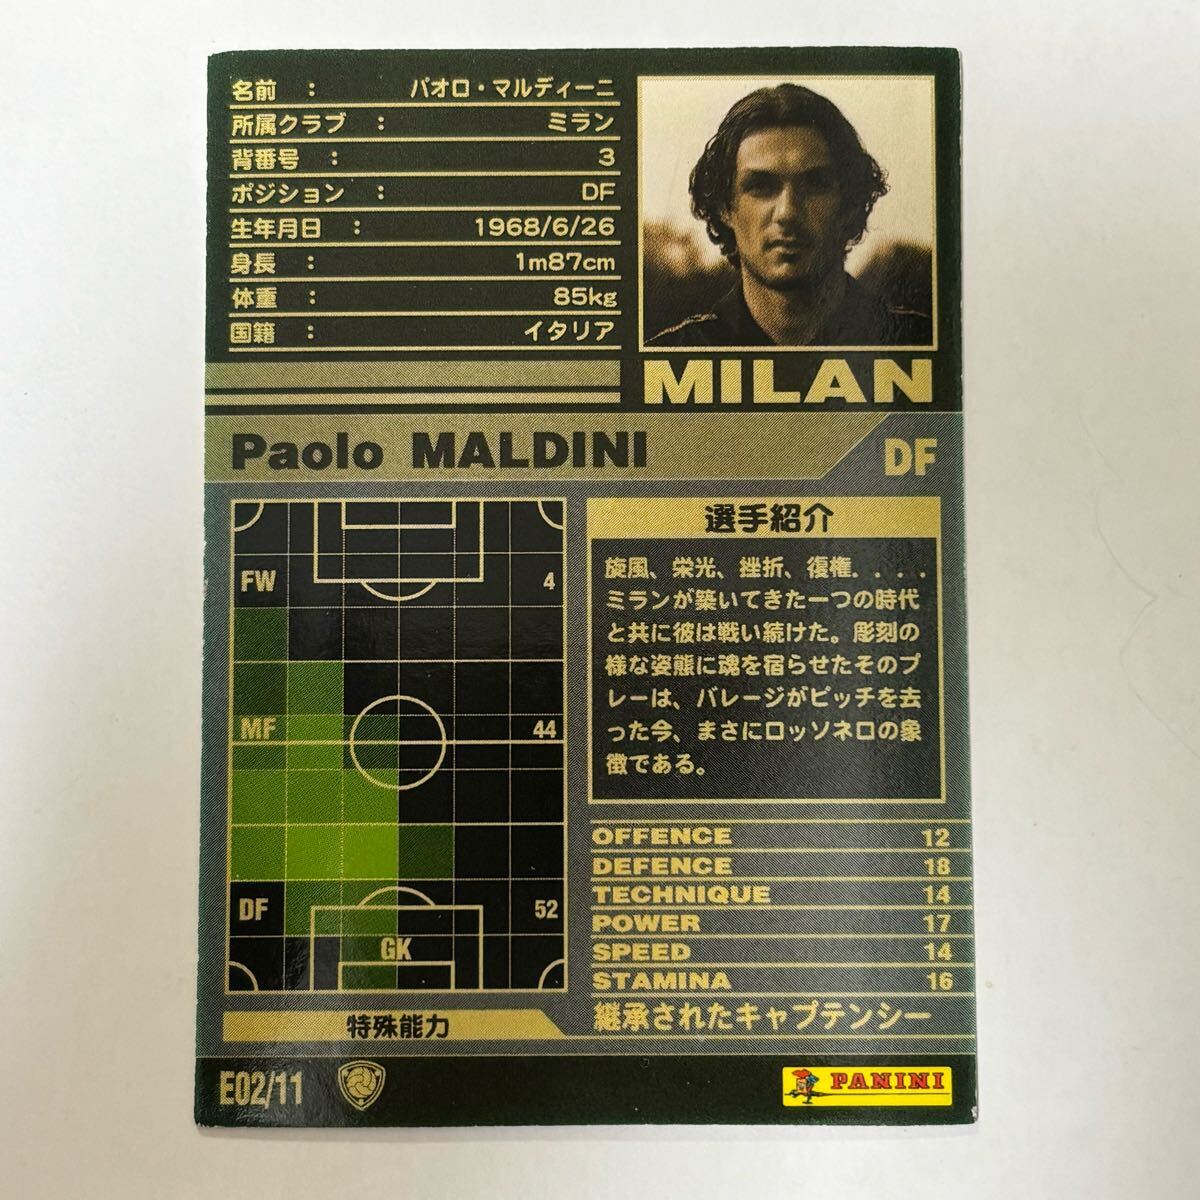 名前 : パオロ・マルディーニ
所属クラブ : ミラン
背番号 : 3
ポジション : DF
生年月日 : 1968/6/26
身長 : 1m87cm
体重 : 85kg
国籍 : イタリア
MILAN
Paolo MALDINI
DF
FW 4
MF 44
DF 52
GK
選手紹介
旋風、栄光、挫折、復権．．．．
ミランが築いてきた一つの時代
と共に彼は戦い続けた。彫刻の
様な姿態に魂を宿らせたそのプ
レーは、バレージがピッチを去
った今、まさにロッソネロの象
徴である。
OFFENCE 12
DEFENCE 18
TECHNIQUE 14
POWER 17
SPEED 14
STAMINA 16
特殊能力 継承されたキャプテンシー
E02/11
PANINI